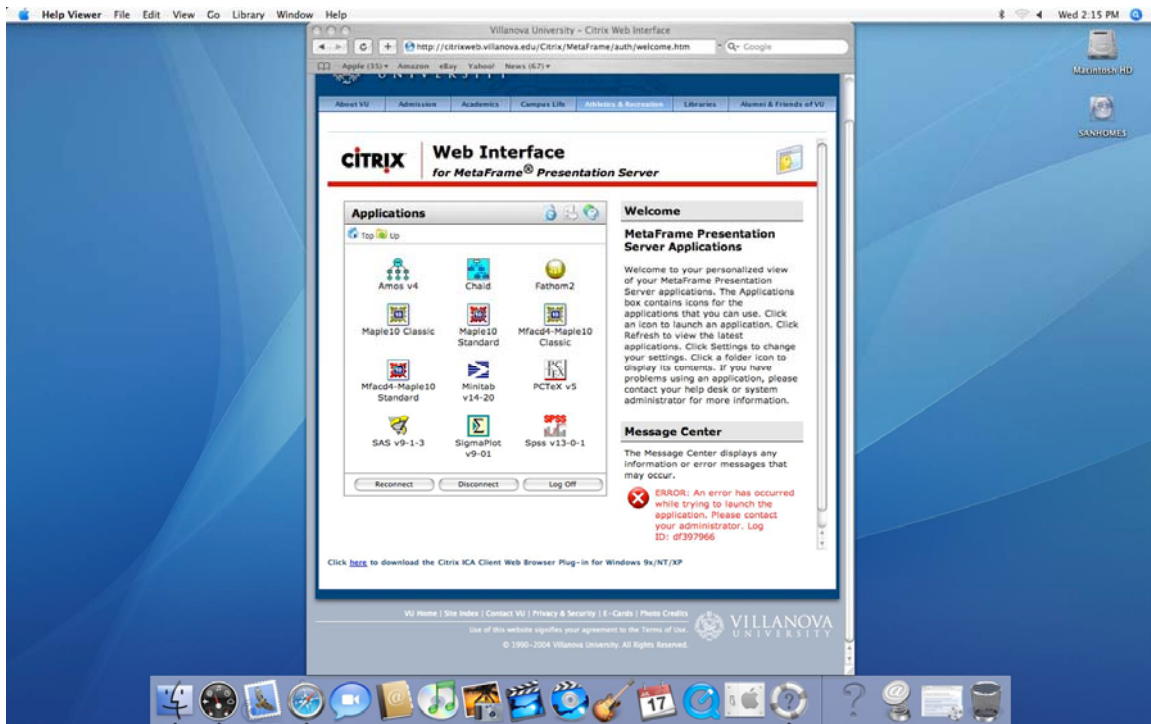 Help Viewer File Edit View Go Library Window Help
Wed 2:15 PM
Villanova University - Citrix Web Interface
http://citrixweb.villanova.edu/Citrix/MetaFrame/auth/welcome.htm
Google
Apple (35) Amazon eBay Yahoo! News (67)
UNIVERSITY
About VU Admission Academics Campus Life Athletics & Recreation Libraries Alumni & Friends of VU
Macintosh HD
SANHOMES
CİTRIX
Web Interface
for MetaFrame® Presentation Server
Applications
Top Up
Amos v4
Chaid
Fathom2
Maple10 Classic
Maple10
Standard
Mfacd4-Maple10
Classic
Mfacd4-Maple10
Standard
Minitab
v14-20
PCTeX v5
SAS v9-1-3
SigmaPlot
v9-01
SPSS
Spss v13-0-1
Reconnect Disconnect Log Off
Welcome
MetaFrame Presentation
Server Applications
Welcome to your personalized view
of your MetaFrame Presentation
Server applications. The Applications
box contains icons for the
applications that you can use. Click
an icon to launch an application. Click
Refresh to view the latest
applications. Click Settings to change
your settings. Click a folder icon to
display its contents. If you have
problems using an application, please
contact your help desk or system
administrator for more information.
Message Center
The Message Center displays any
information or error messages that
may occur.
ERROR: An error has occurred
while trying to launch the
application. Please contact
your administrator. Log
ID: df397966
Click here to download the Citrix ICA Client Web Browser Plug-in for Windows 9x/NT/XP
VU Home | Site Index | Contact VU | Privacy & Security | E-Cards | Photo Credits
Use of this website signifies your agreement to the Terms of Use.
© 1990-2004 Villanova University. All Rights Reserved.
VILLANOVA
UNIVERSITY
17